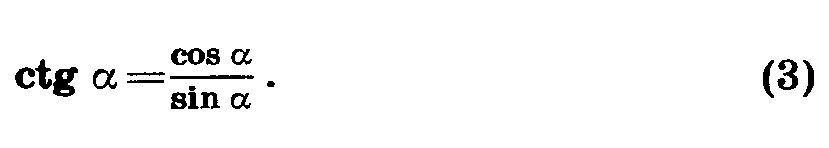 ctg α = cos α / sin α . (3)